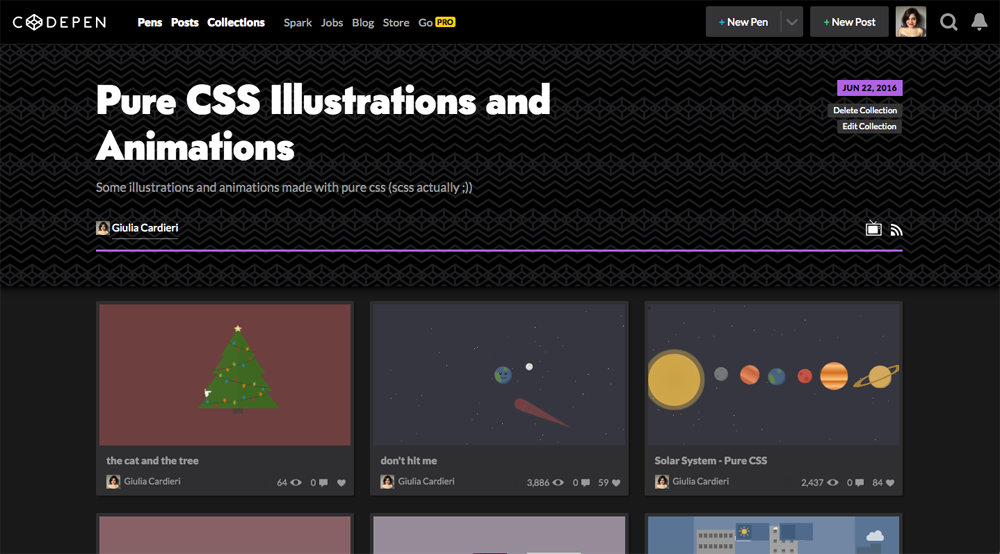 CODEPEN Pens Posts Collections Spark Jobs Blog Store Go PRO + New Pen + New Post
Pure CSS Illustrations and
Animations
JUN 22, 2016
Delete Collection
Edit Collection
Some illustrations and animations made with pure css (scss actually ;))
Giulia Cardieri
the cat and the tree
Giulia Cardieri 64 0
don't hit me
Giulia Cardieri 3,886 0 59
Solar System - Pure CSS
Giulia Cardieri 2,437 0 84